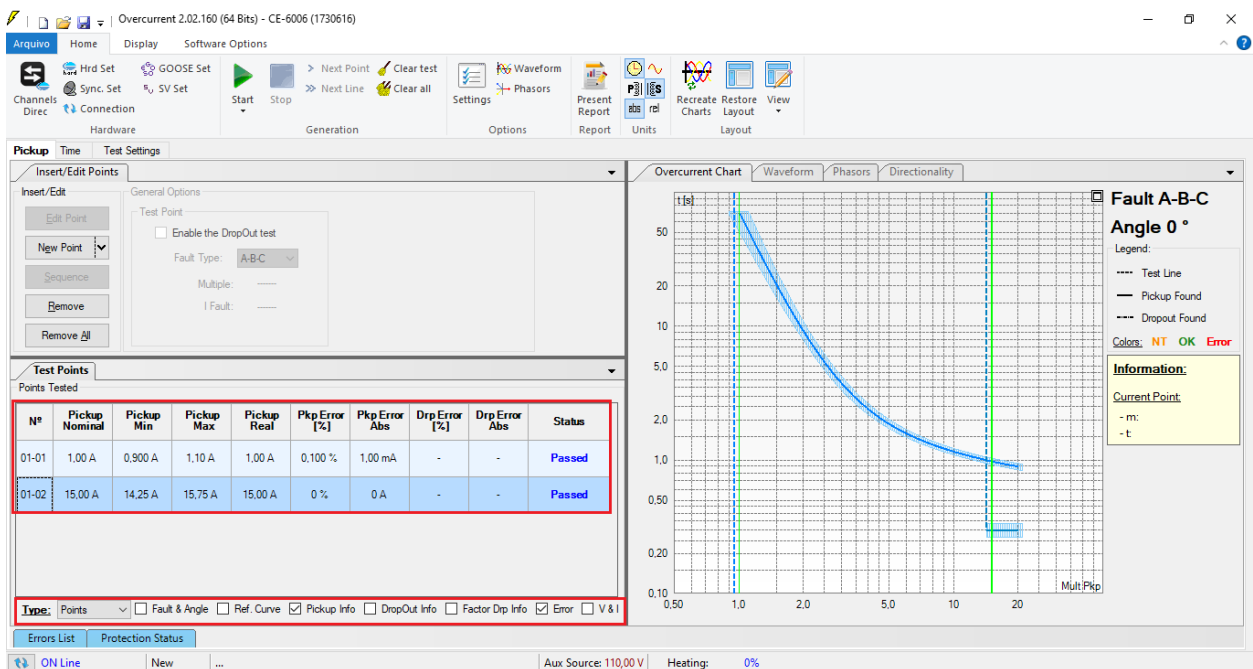 Overcurrent 2.02.160 (64 Bits) - CE-6006 (1730616)
Arquivo Home Display Software Options
Channels Direc
Hrd Set
Sync. Set
Connection
GOOSE Set
SV Set
Hardware
Start
Stop
Next Point
Next Line
Clear test
Clear all
Generation
Settings
Waveform
Phasors
Options
Present Report
Report
abs rel
Units
Recreate Charts
Restore Layout
View
Layout
Pickup Time Test Settings
Insert/Edit Points
Insert/Edit
Edit Point
New Point
Sequence
Remove
Remove All
General Options
Test Point
Enable the DropOut test
Fault Type: A-B-C
Multiple: -----
I Fault: -----
Test Points
Points Tested
Nº Pickup Nominal Pickup Min Pickup Max Pickup Real Pkp Error [%] Pkp Error Abs Drp Error [%] Drp Error Abs Status
01-01 1,00 A 0,900 A 1,10 A 1,00 A 0,100 % 1,00 mA - - Passed
01-02 15,00 A 14,25 A 15,75 A 15,00 A 0 % 0 A - - Passed
Type: Points Fault & Angle Ref. Curve Pickup Info DropOut Info Factor Drp Info Error V & I
Overcurrent Chart Waveform Phasors Directionality
t [s]
50
20
10
5,0
2,0
1,0
0,50
0,20
0,10
0,50 1,0 2,0 5,0 10 20
Mult Pkp
Fault A-B-C
Angle 0 °
Legend:
Test Line
Pickup Found
Dropout Found
Colors: NT OK Error
Information:
Current Point:
- m:
- t:
Errors List Protection Status
ON Line New ... Aux Source: 110,00 V Heating: 0%